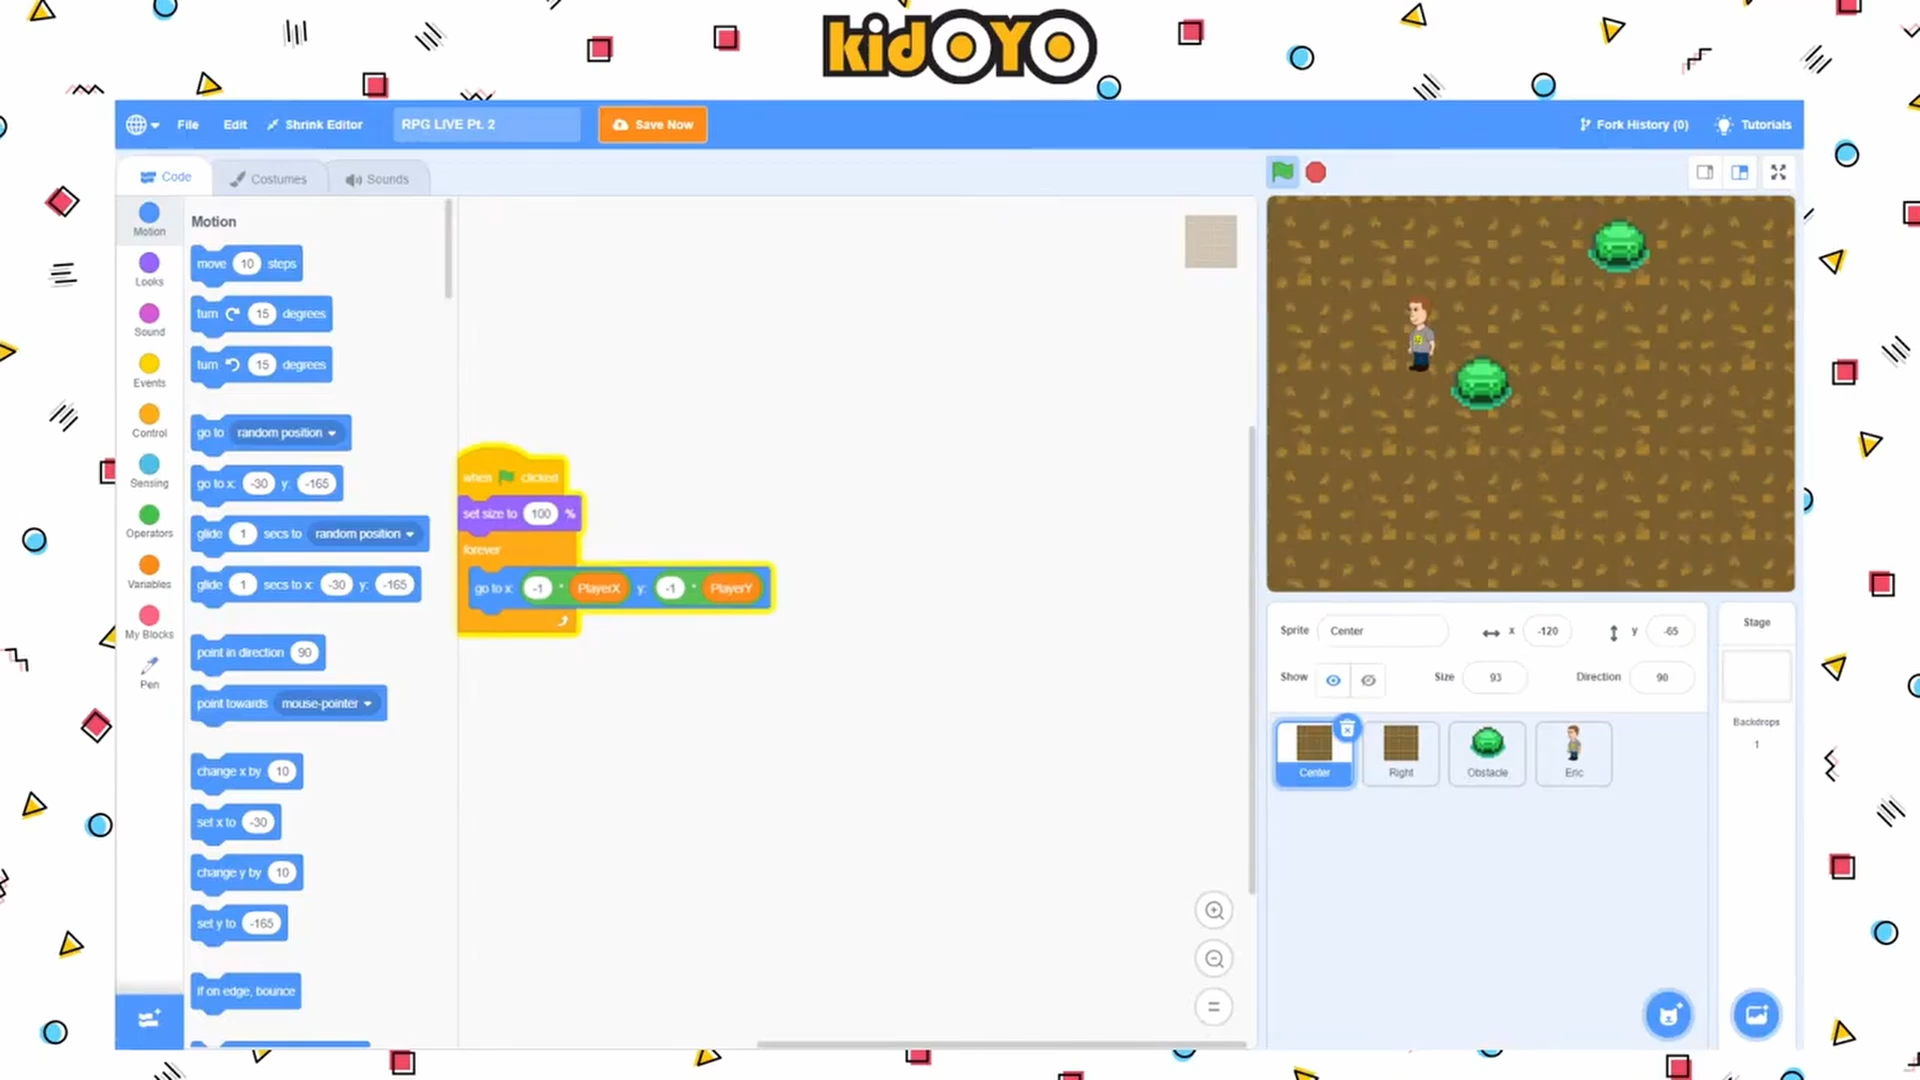 kidOYO
File Edit Shrink Editor RPG LIVE Pt. 2 Save Now Fork History (0) Tutorials
Code Costumes Sounds
Motion
Looks
Sound
Events
Control
Sensing
Operators
Variables
My Blocks
Pen
Motion
move 10 steps
turn 15 degrees
turn 15 degrees
go to random position
go to x: -30 y: -165
glide 1 secs to random position
glide 1 secs to x: -30 y: -165
point in direction 90
point towards mouse-pointer
change x by 10
set x to -30
change y by 10
set y to -165
if on edge, bounce
when clicked
set size to 100 %
forever
go to x: -1 * PlayerX y: -1 * PlayerY
Sprite Center x -120 y -65
Show Size 93 Direction 90
Center Right Obstacle Eric
Stage
Backdrops
1